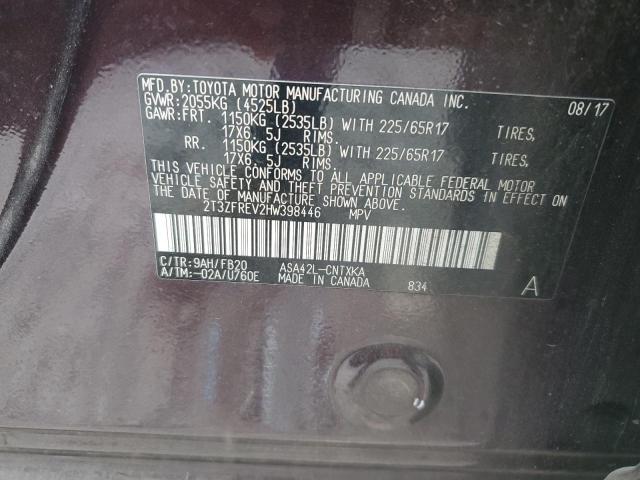 MFD.BY:TOYOTA MOTOR MANUFACTURING CANADA INC. 08/17
GVWR:2055KG (4525LB)
GAWR:FRT. 1150KG (2535LB) WITH 225/65R17 TIRES,
17X6.5J RIMS.
RR. 1150KG (2535LB) WITH 225/65R17 TIRES,
17X6.5J RIMS.
THIS VEHICLE CONFORMS TO ALL APPLICABLE FEDERAL MOTOR
VEHICLE SAFETY AND THEFT PREVENTION STANDARDS IN EFFECT ON
THE DATE OF MANUFACTURE SHOWN ABOVE.
2T3ZFREV2HW398446 MPV
C/TR:9AH/FB20 ASA42L-CNTXKA
A/TM:-02A/U760E MADE IN CANADA 834 A